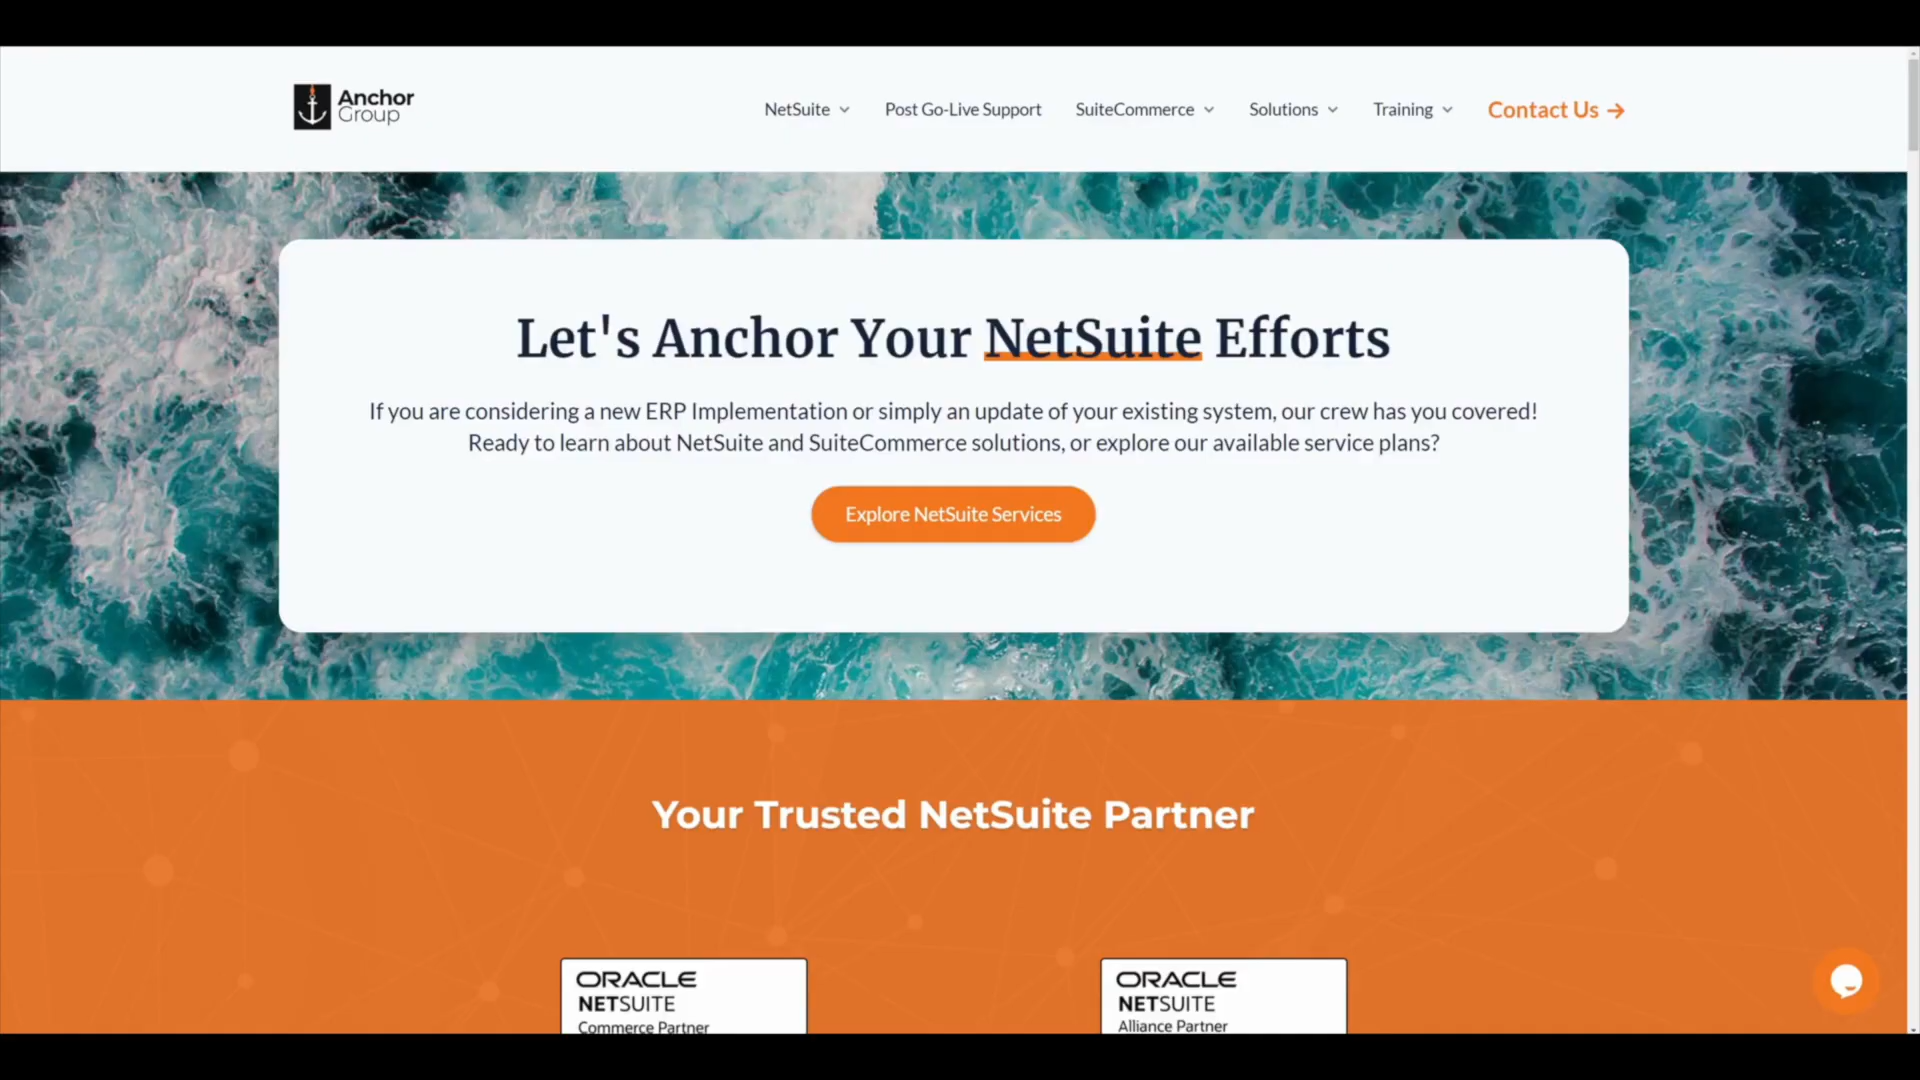 Anchor
Group
NetSuite
Post Go-Live Support
SuiteCommerce
Solutions
Training
Contact Us
Let's Anchor Your NetSuite Efforts
If you are considering a new ERP Implementation or simply an update of your existing system, our crew has you covered!
Ready to learn about NetSuite and SuiteCommerce solutions, or explore our available service plans?
Explore NetSuite Services
Your Trusted NetSuite Partner
ORACLE
NETSUITE
Commerce Partner
ORACLE
NETSUITE
Alliance Partner